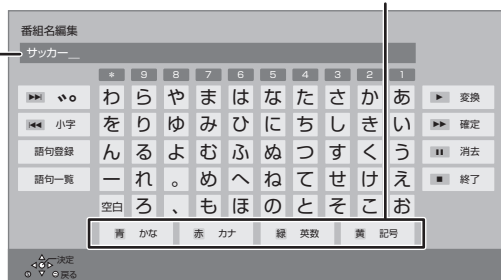 番組名編集
サッカー＿
* 9 8 7 6 5 4 3 2 1
▶▶| 〝° わ ら や ま は な た さ か あ ▶ 変換
|◀◀ 小字 を り ゆ み ひ に ち し き い ▶▶ 確定
語句登録 ん る よ む ふ ぬ つ す く う ❚❚ 消去
語句一覧 ー れ 。 め へ ね て せ け え ■ 終了
空白 ろ 、 も ほ の と そ こ お
青 かな 赤 カナ 緑 英数 黄 記号
決定
戻る